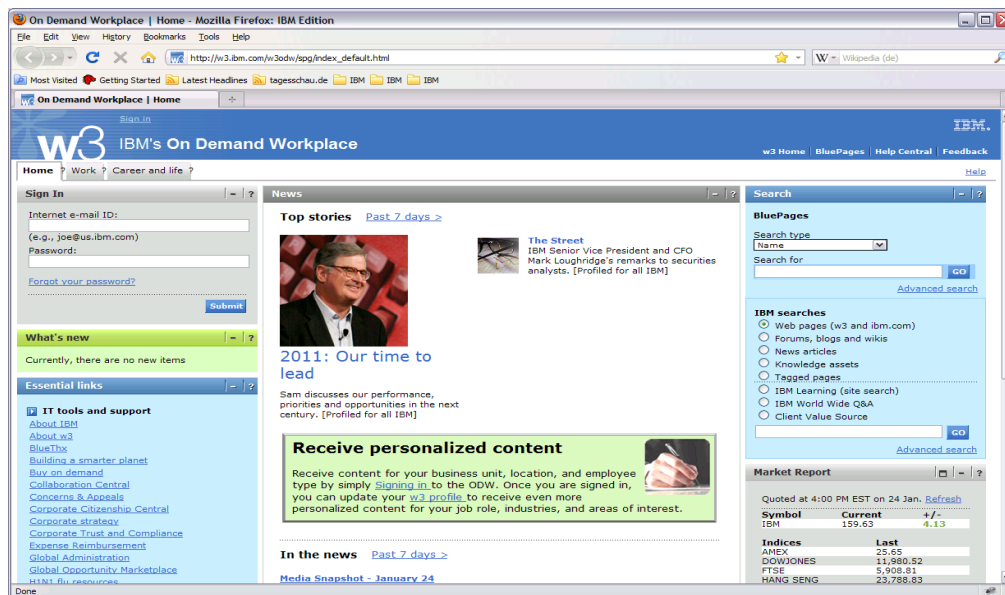 On Demand Workplace | Home - Mozilla Firefox: IBM Edition
File Edit View History Bookmarks Tools Help
http://w3.ibm.com/w3odw/spg/index_default.html
W Wikipedia (de)
Most Visited Getting Started Latest Headlines tagesschau.de IBM IBM IBM
w3 On Demand Workplace | Home
Sign in
w3 IBM's On Demand Workplace
IBM.
w3 Home BluePages Help Central Feedback
Home ? Work ? Career and life ?
Help
Sign In - ?
Internet e-mail ID:
(e.g., joe@us.ibm.com)
Password:
Forgot your password?
Submit
What's new - ?
Currently, there are no new items
Essential links - ?
IT tools and support
About IBM
About w3
BlueThx
Building a smarter planet
Buy on demand
Collaboration Central
Concerns & Appeals
Corporate Citizenship Central
Corporate strategy
Corporate Trust and Compliance
Expense Reimbursement
Global Administration
Global Opportunity Marketplace
H1N1 flu resources
News - ?
Top stories Past 7 days >
2011: Our time to
lead
Sam discusses our performance,
priorities and opportunities in the next
century. [Profiled for all IBM]
The Street
IBM Senior Vice President and CFO
Mark Loughridge's remarks to securities
analysts. [Profiled for all IBM]
Receive personalized content
Receive content for your business unit, location, and employee
type by simply Signing in to the ODW. Once you are signed in,
you can update your w3 profile to receive even more
personalized content for your job role, industries, and areas of interest.
In the news Past 7 days >
Media Snapshot - January 24
Search - ?
BluePages
Search type
Name
Search for
GO
Advanced search
IBM searches
Web pages (w3 and ibm.com)
Forums, blogs and wikis
News articles
Knowledge assets
Tagged pages
IBM Learning (site search)
IBM World Wide Q&A
Client Value Source
GO
Advanced search
Market Report - ?
Quoted at 4:00 PM EST on 24 Jan. Refresh
Symbol Current +/-
IBM 159.63 4.13
Indices Last
AMEX 25.65
DOWJONES 11,980.52
FTSE 5,908.81
HANG SENG 23,788.83
Done